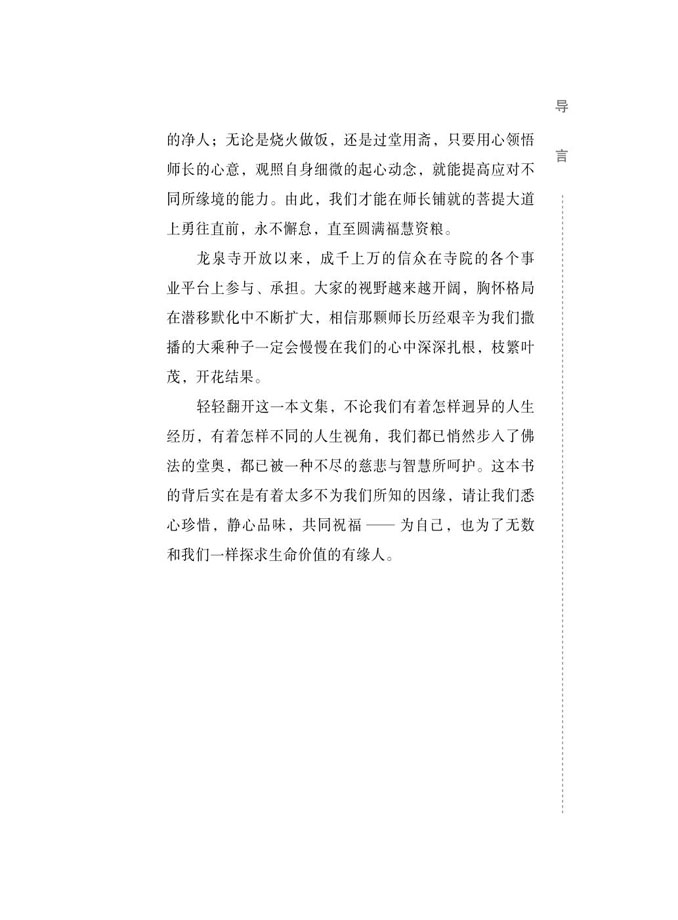 导
言
的净人；无论是烧火做饭，还是过堂用斋，只要用心领悟
师长的心意，观照自身细微的起心动念，就能提高应对不
同所缘境的能力。由此，我们才能在师长铺就的菩提大道
上勇往直前，永不懈怠，直至圆满福慧资粮。
龙泉寺开放以来，成千上万的信众在寺院的各个事
业平台上参与、承担。大家的视野越来越开阔，胸怀格局
在潜移默化中不断扩大，相信那颗师长历经艰辛为我们撒
播的大乘种子一定会慢慢在我们的心中深深扎根，枝繁叶
茂，开花结果。
轻轻翻开这一本文集，不论我们有着怎样迥异的人生
经历，有着怎样不同的人生视角，我们都已悄然步入了佛
法的堂奥，都已被一种不尽的慈悲与智慧所呵护。这本书
的背后实在是有着太多不为我们所知的因缘，请让我们悉
心珍惜，静心品味，共同祝福 —— 为自己，也为了无数
和我们一样探求生命价值的有缘人。